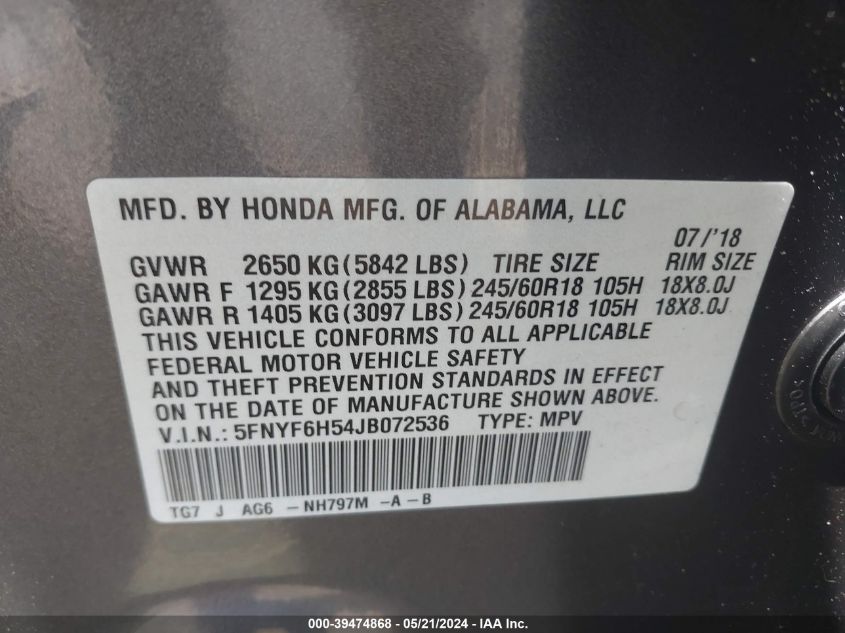 MFD. BY HONDA MFG. OF ALABAMA, LLC
07/'18
GVWR 2650 KG (5842 LBS) TIRE SIZE RIM SIZE
GAWR F 1295 KG (2855 LBS) 245/60R18 105H 18X8.0J
GAWR R 1405 KG (3097 LBS) 245/60R18 105H 18X8.0J
THIS VEHICLE CONFORMS TO ALL APPLICABLE
FEDERAL MOTOR VEHICLE SAFETY
AND THEFT PREVENTION STANDARDS IN EFFECT
ON THE DATE OF MANUFACTURE SHOWN ABOVE.
V.I.N.: 5FNYF6H54JB072536 TYPE: MPV
TG7 J AG6 -NH797M -A-B
000-39474868 - 05/21/2024 - IAA Inc.